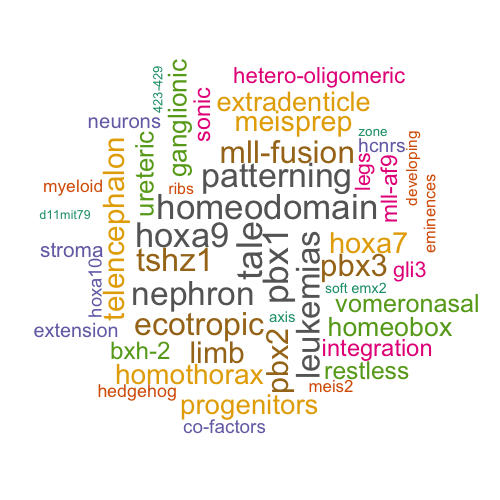 hetero-oligomeric
423-429
ganglionic
sonic
extradenticle
neurons
meisprep
zone
hcnrs
developing
ureteric
mll-fusion
legs
mll-af9
telencephalon
myeloid
ribs
patterning
eminences
d11mit79
homeodomain
hoxa9
tale
pbx1
hoxa7
stroma
hoxa10
tshz1
leukemias
pbx3
gli3
nephron
soft
emx2
vomeronasal
extension
ecotropic
axis
homeobox
bxh-2
limb
pbx2
integration
homothorax
restless
hedgehog
meis2
progenitors
co-factors